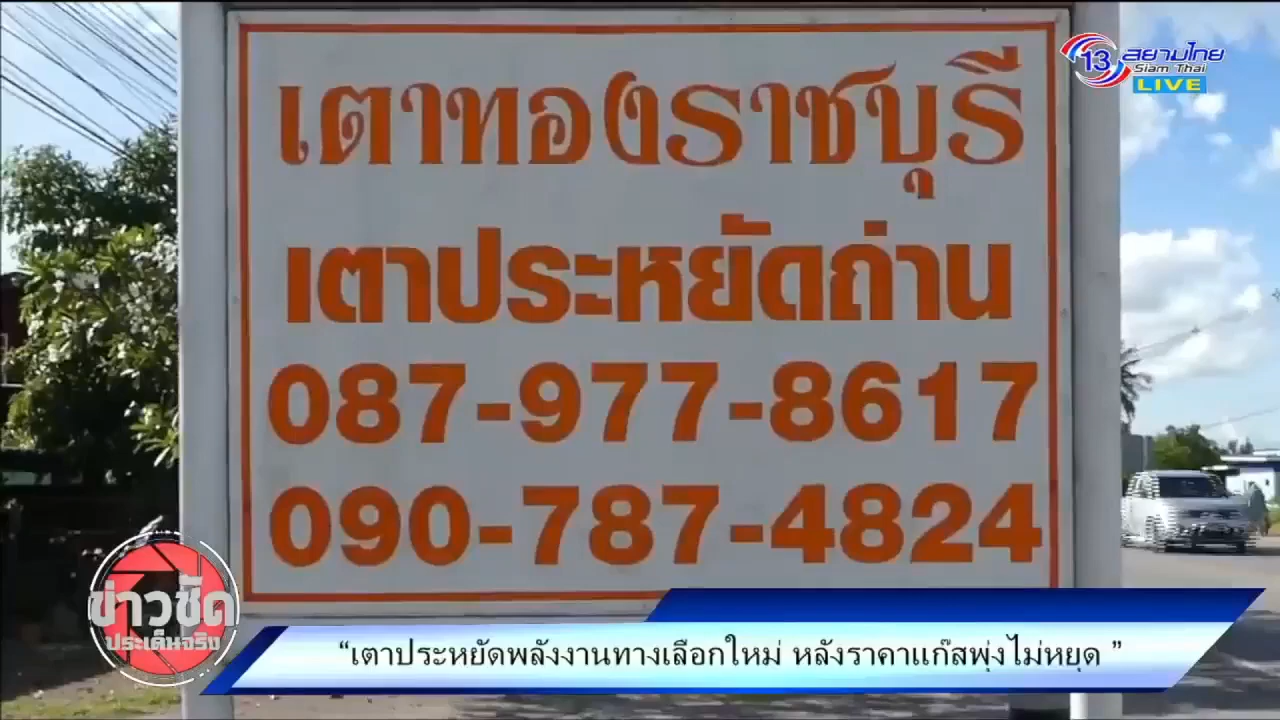 เตาทองราชบุรี
เตาประหยัดถ่าน
087-977-8617
090-787-4824
13 สยามไทย
Siam Thai
LIVE
ข่าวชัด
ประเด็นจริง
“เตาประหยัดพลังงานทางเลือกใหม่ หลังราคาแก๊สพุ่งไม่หยุด ”